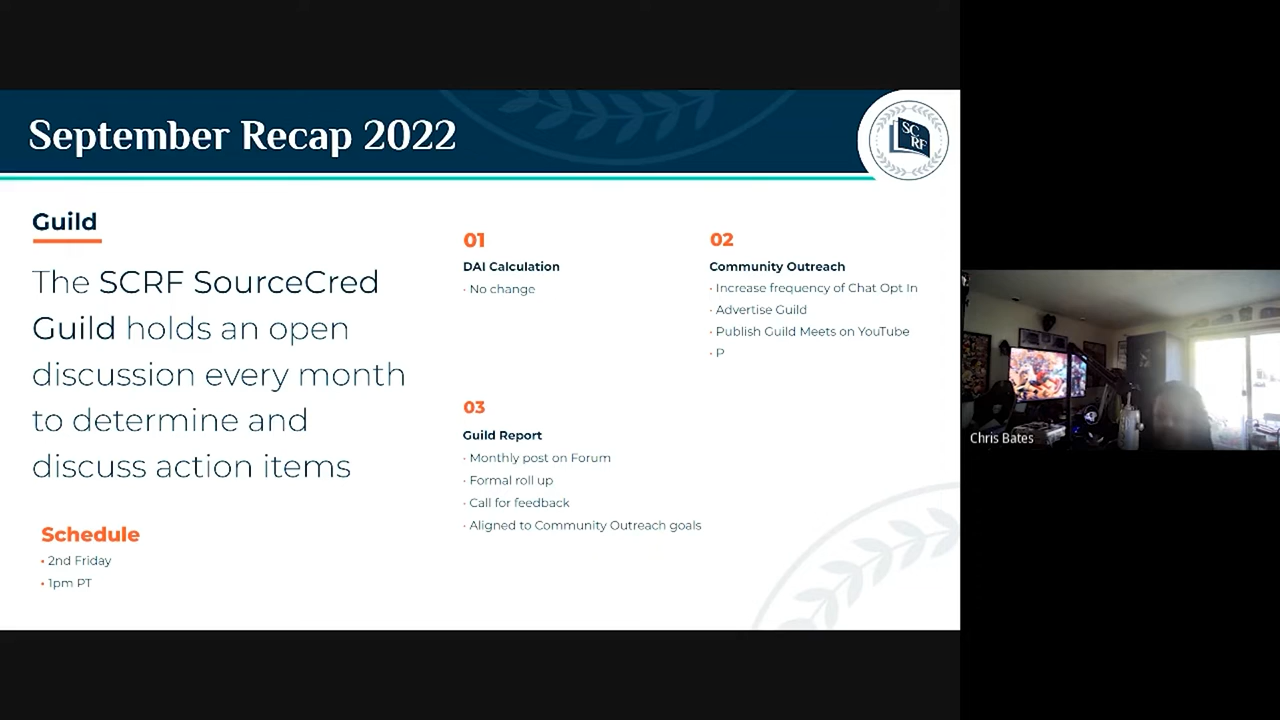 September Recap 2022
SC
RF
Guild
The SCRF SourceCred
Guild holds an open
discussion every month
to determine and
discuss action items
Schedule
• 2nd Friday
• 1pm PT
01
DAI Calculation
· No change
02
Community Outreach
· Increase frequency of Chat Opt In
· Advertise Guild
· Publish Guild Meets on YouTube
· P
03
Guild Report
· Monthly post on Forum
· Formal roll up
· Call for feedback
· Aligned to Community Outreach goals
Chris Bates